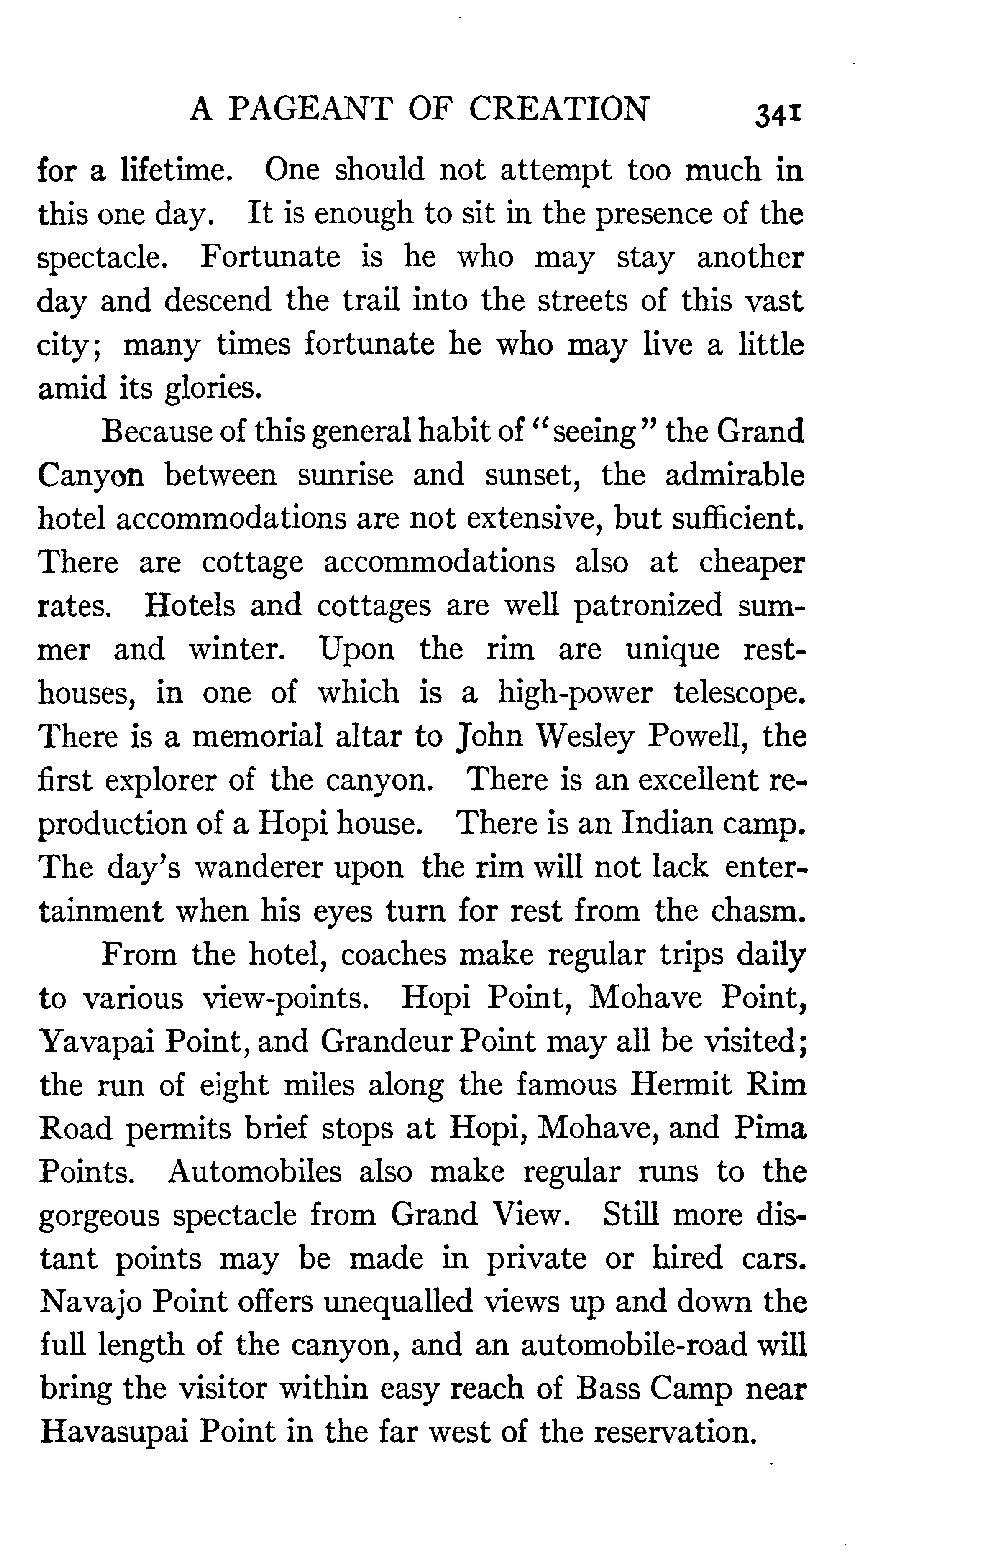 A PAGEANT OF CREATION 341
for a lifetime. One should not attempt too much in
this one day. It is enough to sit in the presence of the
spectacle. Fortunate is he who may stay another
day and descend the trail into the streets of this vast
city; many times fortunate he who may live a little
amid its glories.
Because of this general habit of "seeing" the Grand
Canyon between sunrise and sunset, the admirable
hotel accommodations are not extensive, but sufficient.
There are cottage accommodations also at cheaper
rates. Hotels and cottages are well patronized sum-
mer and winter. Upon the rim are unique rest-
houses, in one of which is a high-power telescope.
There is a memorial altar to John Wesley Powell, the
first explorer of the canyon. There is an excellent re-
production of a Hopi house. There is an Indian camp.
The day's wanderer upon the rim will not lack enter-
tainment when his eyes turn for rest from the chasm.
From the hotel, coaches make regular trips daily
to various view-points. Hopi Point, Mohave Point,
Yavapai Point, and Grandeur Point may all be visited;
the run of eight miles along the famous Hermit Rim
Road permits brief stops at Hopi, Mohave, and Pima
Points. Automobiles also make regular runs to the
gorgeous spectacle from Grand View. Still more dis-
tant points may be made in private or hired cars.
Navajo Point offers unequalled views up and down the
full length of the canyon, and an automobile-road will
bring the visitor within easy reach of Bass Camp near
Havasupai Point in the far west of the reservation.